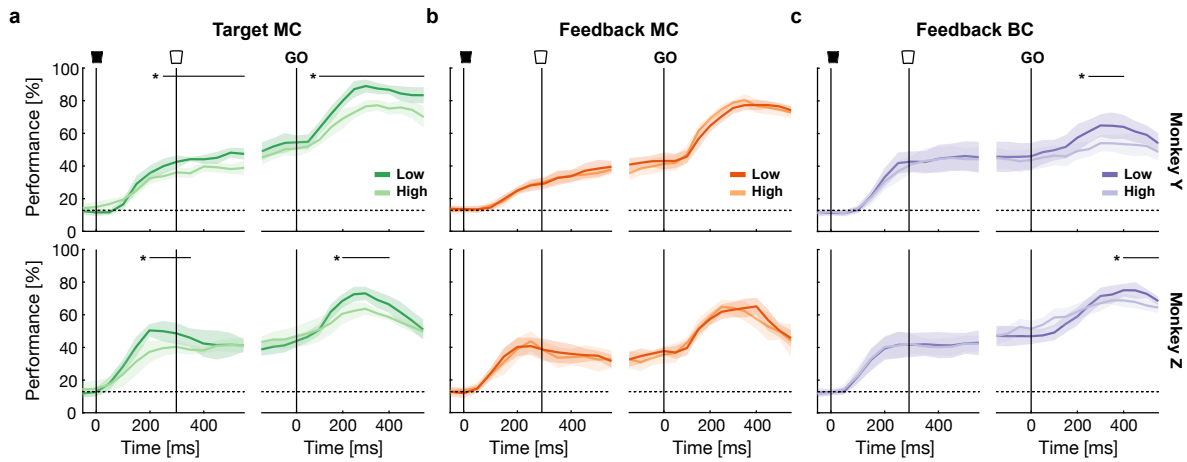 a
Target MC
b
Feedback MC
c
Feedback BC
GO
GO
GO
100
80
60
40
20
0
Performance [%]
*
*
Low
High
Low
High
*
Low
High
Monkey Y
100
80
60
40
20
0
Performance [%]
*
*
*
Monkey Z
0
200
400
0
400
0
200
400
0
400
0
200
400
0
400
Time [ms]
Time [ms]
Time [ms]
Time [ms]
Time [ms]
Time [ms]